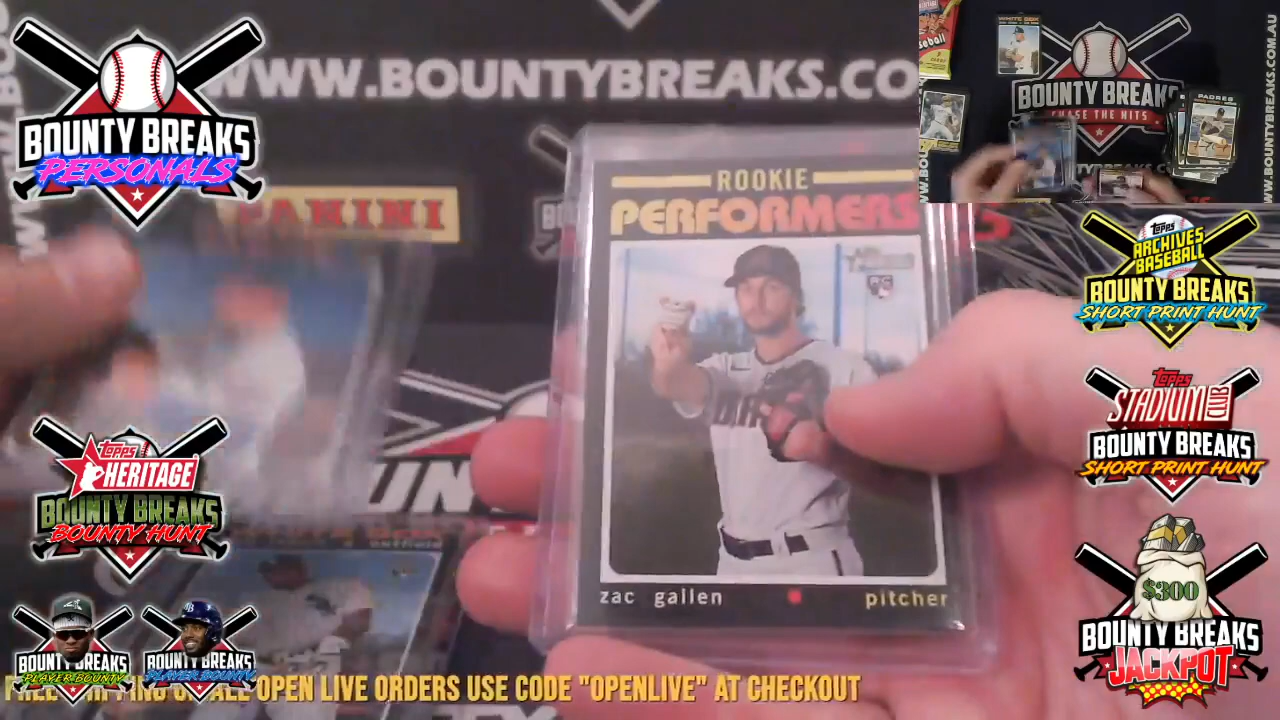 WWW.BOUNTYBREAKS.CO
BOUNTY BREAKS
PERSONALS
PANINI
ROOKIE
PERFORMERS
zac gallen
pitcher
Topps
HERITAGE
BOUNTY BREAKS
BOUNTY HUNT
BOUNTY BREAKS
PLAYER BOUNTY
BOUNTY BREAKS
PLAYER BOUNTY
OPEN LIVE ORDERS USE CODE "OPENLIVE" AT CHECKOUT
WHITE SOX
BOUNTY BREAKS
CHASE THE HITS
PADRES
Topps
ARCHIVES
BASEBALL
BOUNTY BREAKS
SHORT PRINT HUNT
Topps
STADIUM CLUB
BOUNTY BREAKS
SHORT PRINT HUNT
$300
BOUNTY BREAKS
JACKPOT